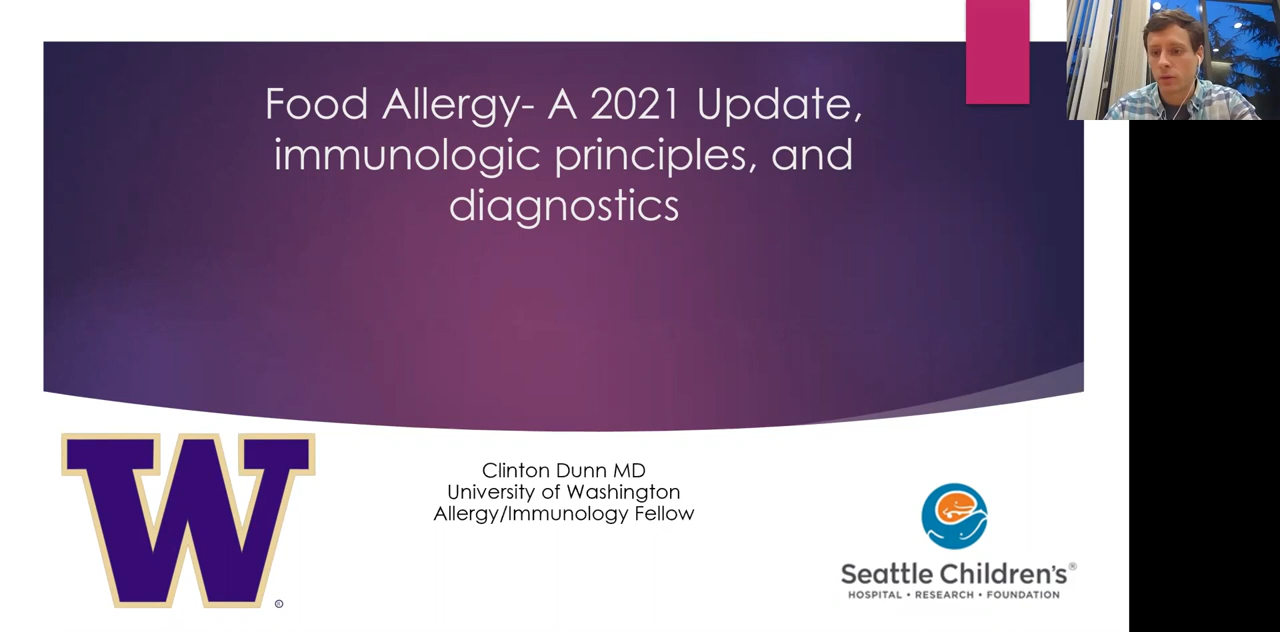 Food Allergy- A 2021 Update,
immunologic principles, and
diagnostics
W
®
Clinton Dunn MD
University of Washington
Allergy/Immunology Fellow
Seattle Children's®
HOSPITAL • RESEARCH • FOUNDATION